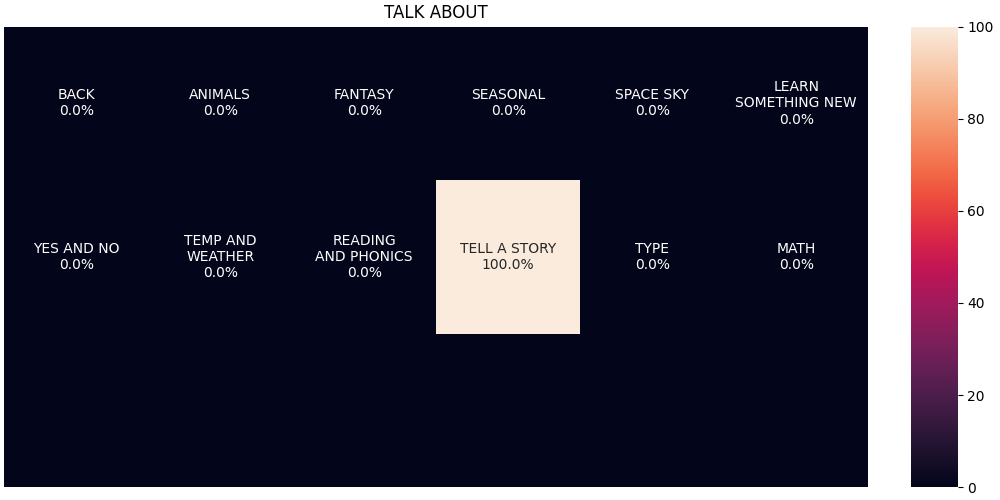 TALK ABOUT
BACK
0.0%
ANIMALS
0.0%
FANTASY
0.0%
SEASONAL
0.0%
SPACE SKY
0.0%
LEARN
SOMETHING NEW
0.0%
YES AND NO
0.0%
TEMP AND
WEATHER
0.0%
READING
AND PHONICS
0.0%
TELL A STORY
100.0%
TYPE
0.0%
MATH
0.0%
100
80
60
40
20
0